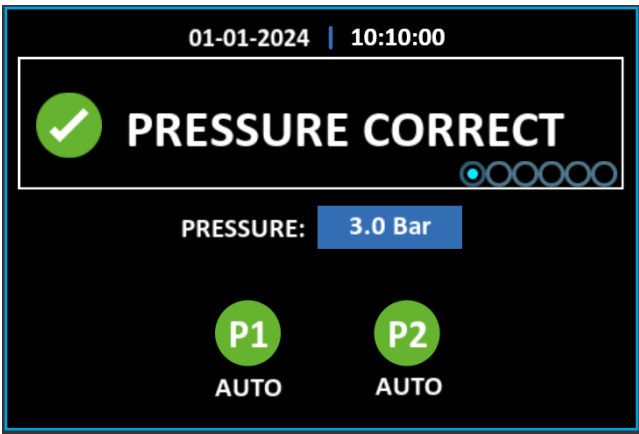 01-01-2024 | 10:10:00
PRESSURE CORRECT
PRESSURE: 3.0 Bar
P1 P2
AUTO AUTO